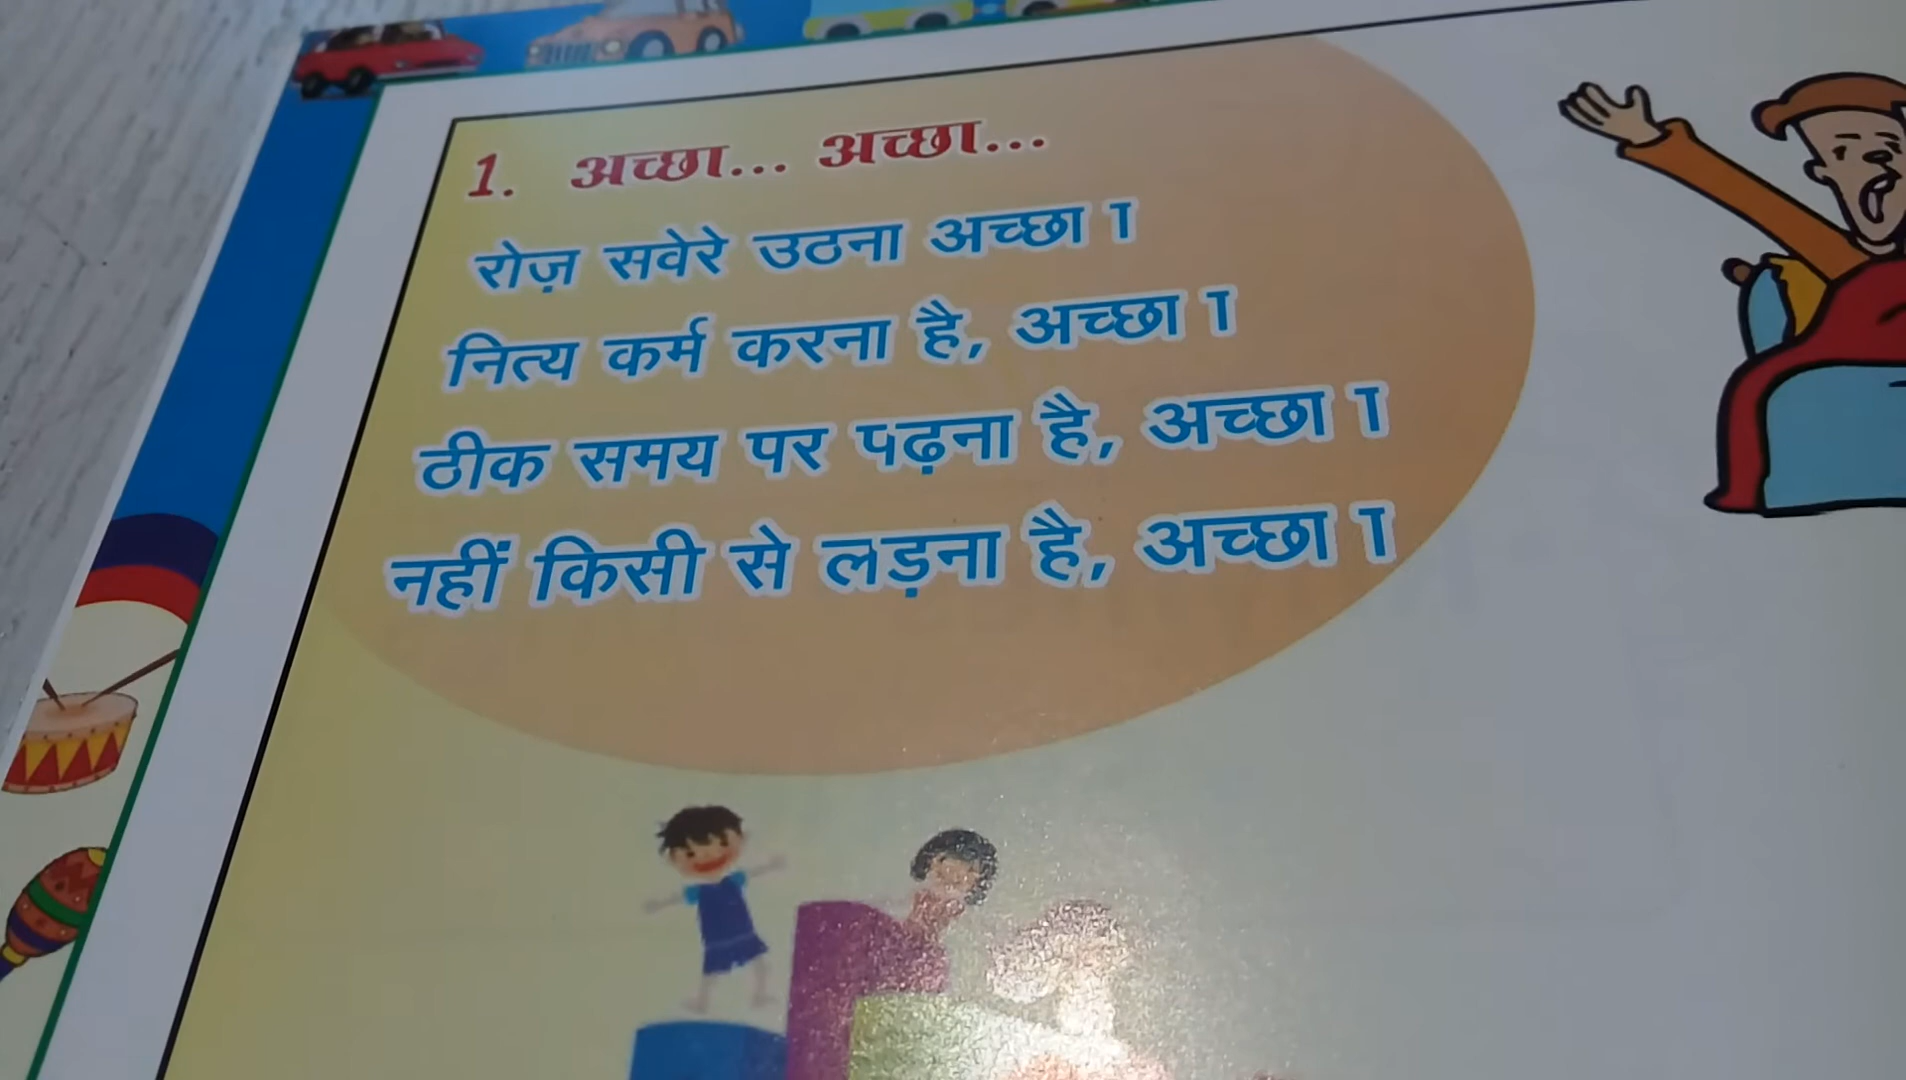 1. अच्छा... अच्छा...
रोज़ सवेरे उठना अच्छा ा
नित्य कर्म करना है, अच्छा ा
ठीक समय पर पढ़ना है, अच्छा ा
नहीं किसी से लड़ना है, अच्छा ा